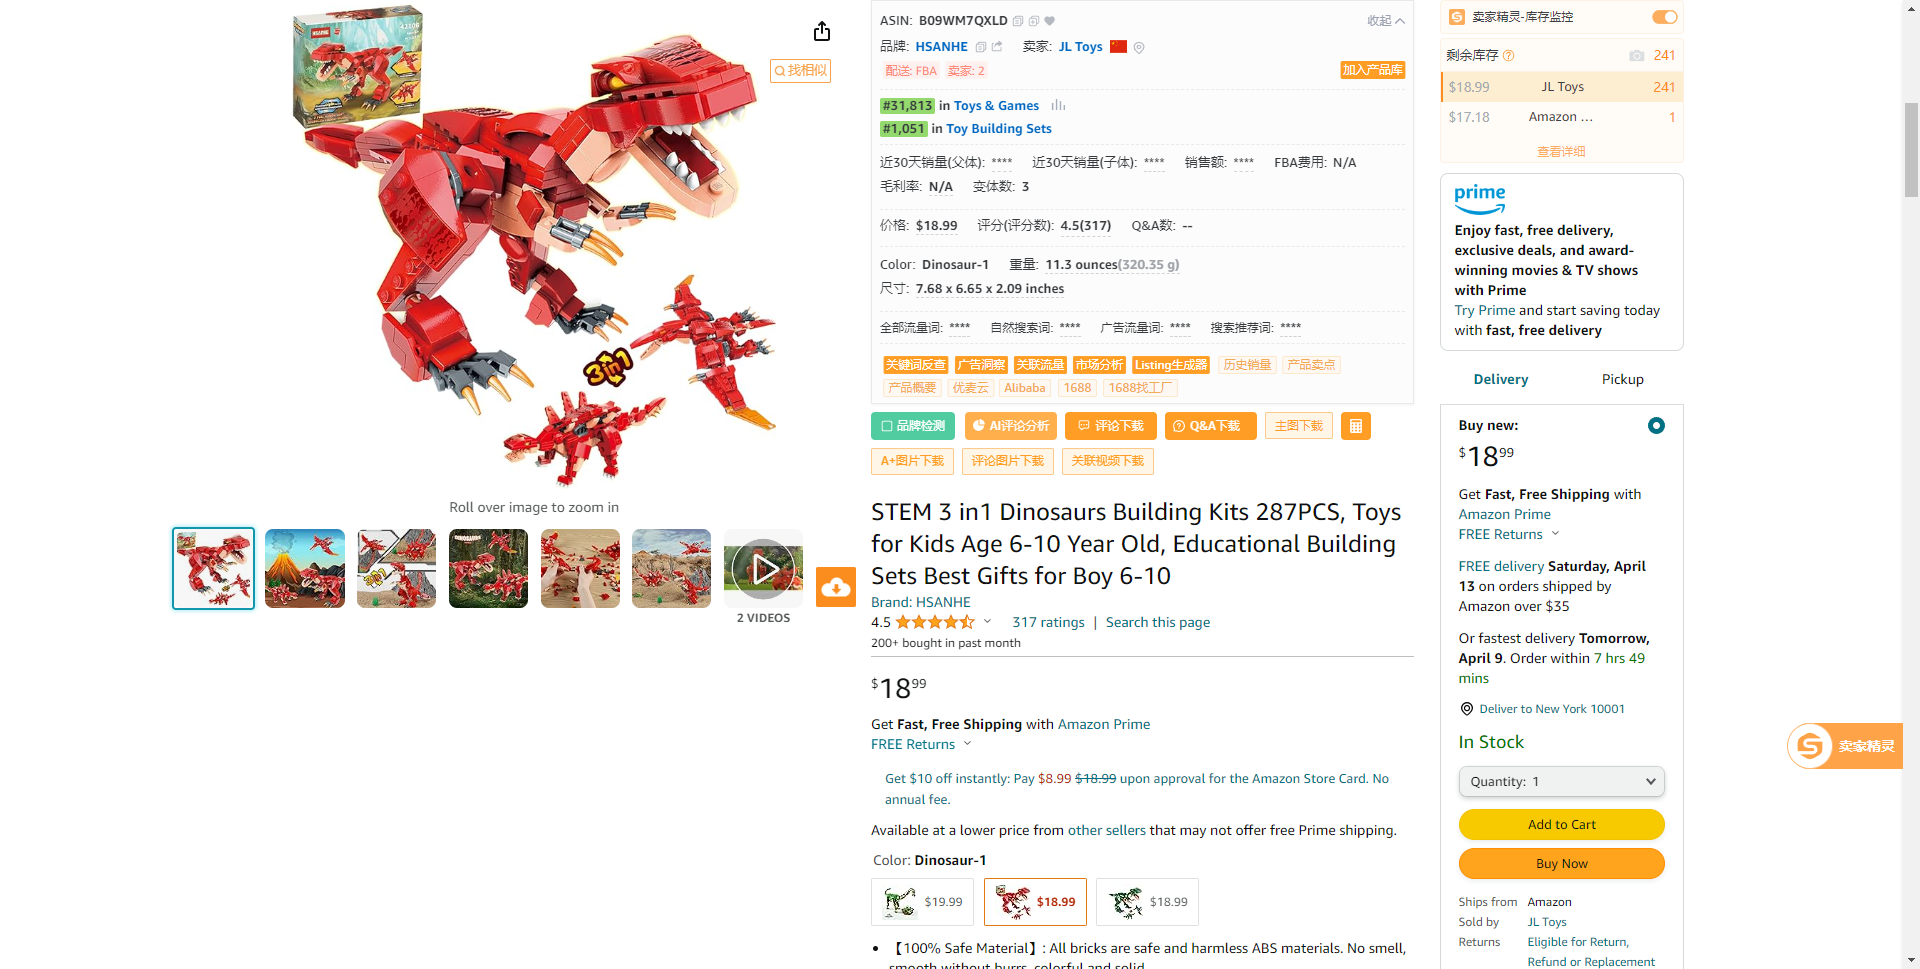 HSANHE
找相似
3in1
Roll over image to zoom in
2 VIDEOS
ASIN: B09WM7QXLD
收起
品牌: HSANHE 卖家: JL Toys
配送: FBA 卖家: 2
加入产品库
#31,813 in Toys & Games
#1,051 in Toy Building Sets
近30天销量(父体): **** 近30天销量(子体): **** 销售额: **** FBA费用: N/A
毛利率: N/A 变体数: 3
价格: $18.99 评分(评分数): 4.5(317) Q&A数: --
Color: Dinosaur-1 重量: 11.3 ounces(320.35 g)
尺寸: 7.68 x 6.65 x 2.09 inches
全部流量词: **** 自然搜索词: **** 广告流量词: **** 搜索推荐词: ****
关键词反查 广告洞察 关联流量 市场分析 Listing生成器 历史销量 产品卖点
产品概要 优麦云 Alibaba 1688 1688找工厂
品牌检测 AI评论分析 评论下载 Q&A下载 主图下载
A+图片下载 评论图片下载 关联视频下载
STEM 3 in1 Dinosaurs Building Kits 287PCS, Toys
for Kids Age 6-10 Year Old, Educational Building
Sets Best Gifts for Boy 6-10
Brand: HSANHE
4.5 317 ratings | Search this page
200+ bought in past month
$18.99
Get Fast, Free Shipping with Amazon Prime
FREE Returns
Get $10 off instantly: Pay $8.99 $18.99 upon approval for the Amazon Store Card. No
annual fee.
Available at a lower price from other sellers that may not offer free Prime shipping.
Color: Dinosaur-1
$19.99 $18.99 $18.99
• 【100% Safe Material】: All bricks are safe and harmless ABS materials. No smell,
smooth without burrs, colorful and solid.
卖家精灵-库存监控
剩余库存 241
$18.99 JL Toys 241
$17.18 Amazon ... 1
查看详细
prime
Enjoy fast, free delivery,
exclusive deals, and award-
winning movies & TV shows
with Prime
Try Prime and start saving today
with fast, free delivery
Delivery Pickup
Buy new:
$18.99
Get Fast, Free Shipping with
Amazon Prime
FREE Returns
FREE delivery Saturday, April
13 on orders shipped by
Amazon over $35
Or fastest delivery Tomorrow,
April 9. Order within 7 hrs 49
mins
Deliver to New York 10001
In Stock
Quantity: 1
Add to Cart
Buy Now
Ships from Amazon
Sold by JL Toys
Returns Eligible for Return,
Refund or Replacement
卖家精灵